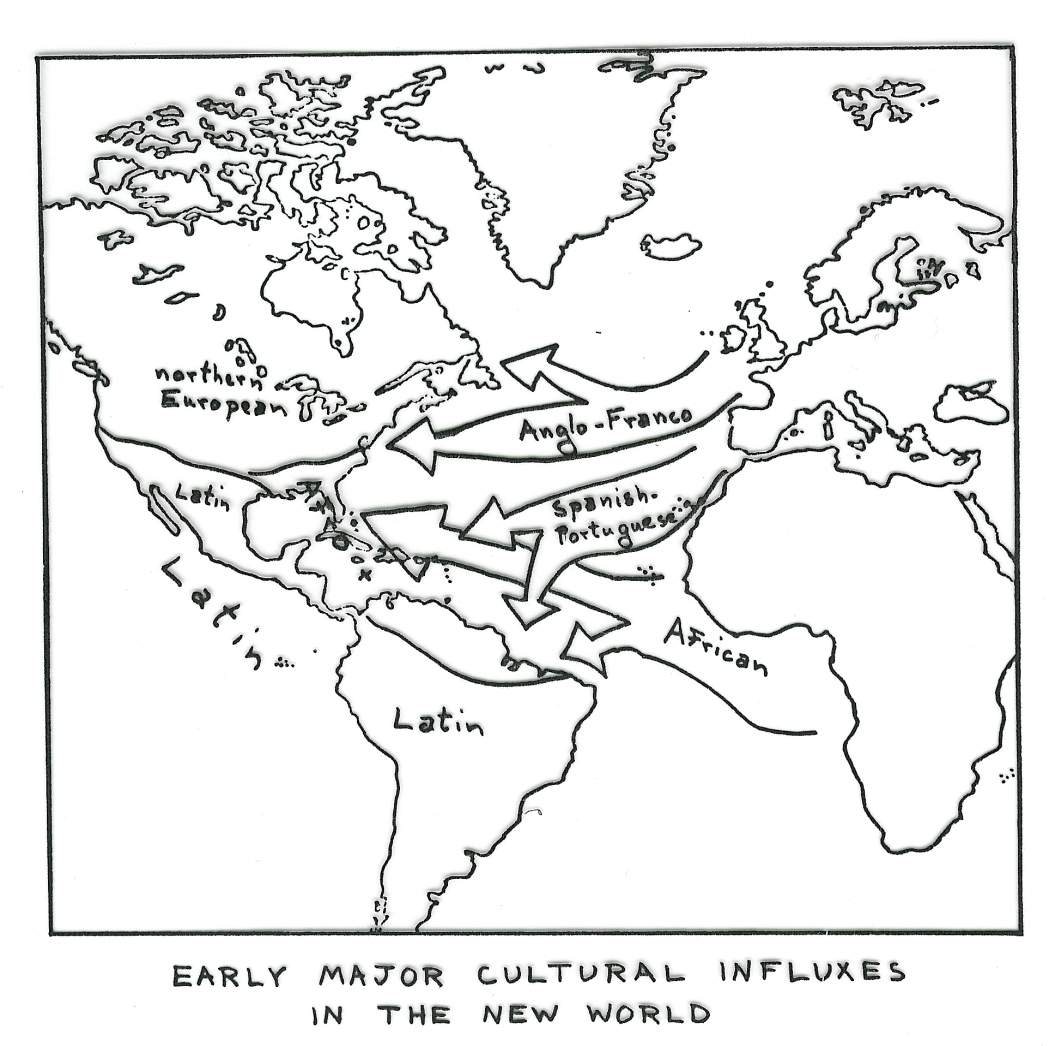 northern
European
Anglo-Franco
Latin
Spanish-
Portuguese
Latin
African
Latin
EARLY MAJOR CULTURAL INFLUXES
IN THE NEW WORLD